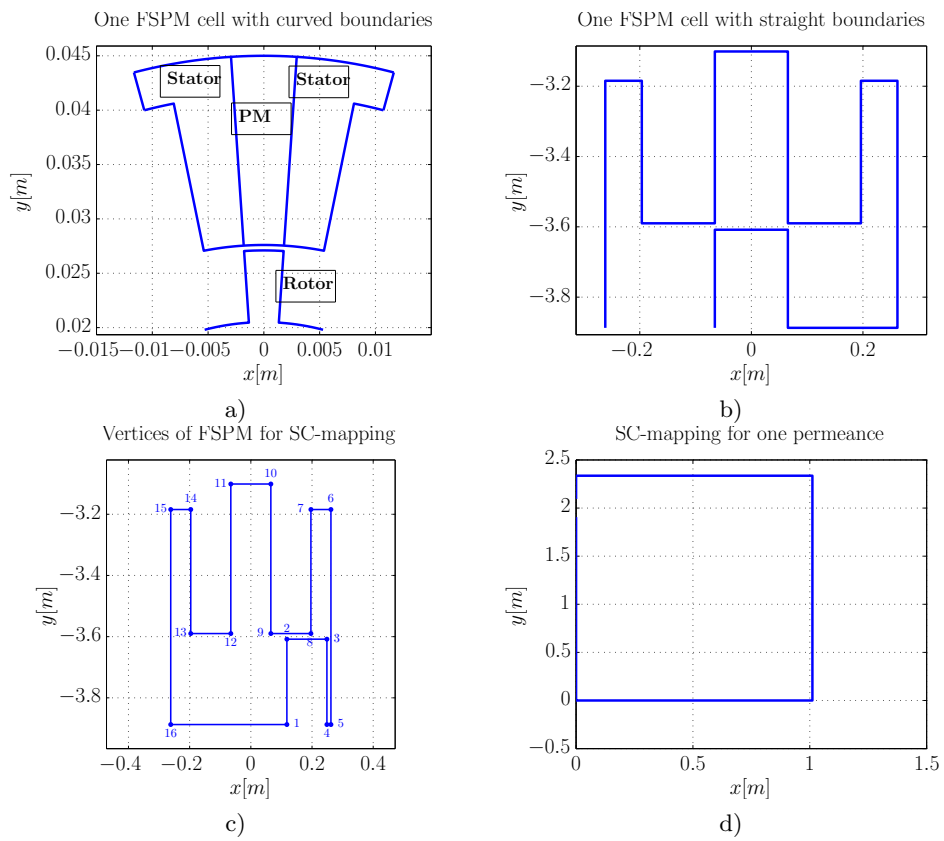 One FSPM cell with curved boundaries
0.045
0.04
0.035
0.03
0.025
0.02
y[m]
Stator
Stator
PM
Rotor
−0.015
−0.01
−0.005
0
0.005
0.01
x[m]
a)
One FSPM cell with straight boundaries
−3.2
−3.4
−3.6
−3.8
y[m]
−0.2
0
0.2
x[m]
b)
Vertices of FSPM for SC-mapping
−3.2
−3.4
−3.6
−3.8
y[m]
10
11
14
6
15
7
13
12
9
2
8
3
1
16
4
5
−0.4
−0.2
0
0.2
0.4
x[m]
c)
SC-mapping for one permeance
2.5
2
1.5
1
0.5
0
−0.5
y[m]
0
0.5
1
1.5
x[m]
d)